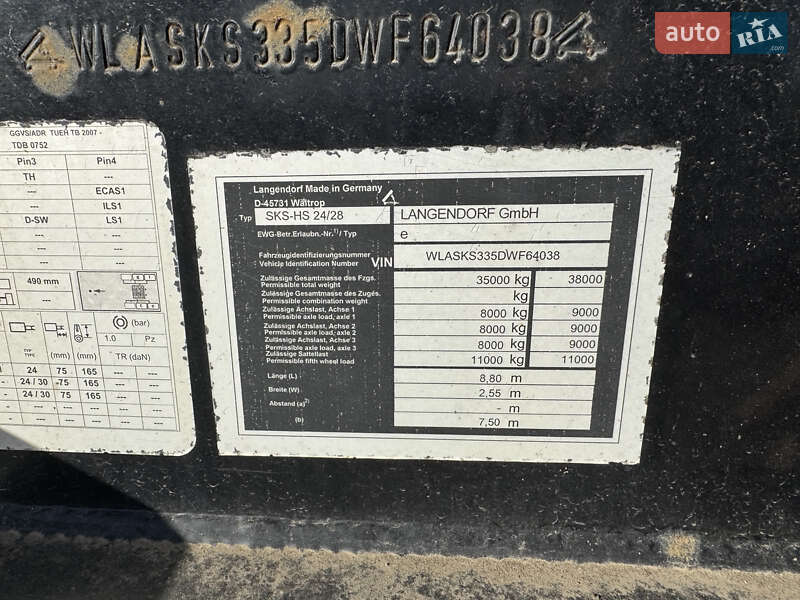 WLASKS335DWF64038
auto RIA
.com
GGVS/ADR TUEH TB 2007 -
TDB 0752
Pin3 Pin4
TH ---
--- ECAS1
--- ILS1
D-SW LS1
--- ---
490 mm
(bar)
TYP
TYPE (mm) (mm) 1.0 Pz
TR (daN)
24 75 165 - -
- 24 / 30 75 165 - -
- 24 / 30 75 165 - -
Langendorf Made in Germany
D-45731 Waltrop
Typ SKS-HS 24/28 LANGENDORF GmbH
EWG-Betr.Erlaubn.-Nr.1) / Typ e
Fahrzeugidentifizierungsnummer
Vehicle Identification Number VIN WLASKS335DWF64038
Zulässige Gesamtmasse des Fzgs.
Permissible total weight 35000 kg 38000
Zulässige Gesamtmasse des Zuges.
Permissible combination weight kg
Zulässige Achslast, Achse 1
Permissible axle load, axle 1 8000 kg 9000
Zulässige Achslast, Achse 2
Permissible axle load, axle 2 8000 kg 9000
Zulässige Achslast, Achse 3
Permissible axle load, axle 3 8000 kg 9000
Zulässige Sattellast
Permissible fifth wheel load 11000 kg 11000
Länge (L) 8,80 m
Breite (W) 2,55 m
Abstand (a)2) - m
(b) 7,50 m